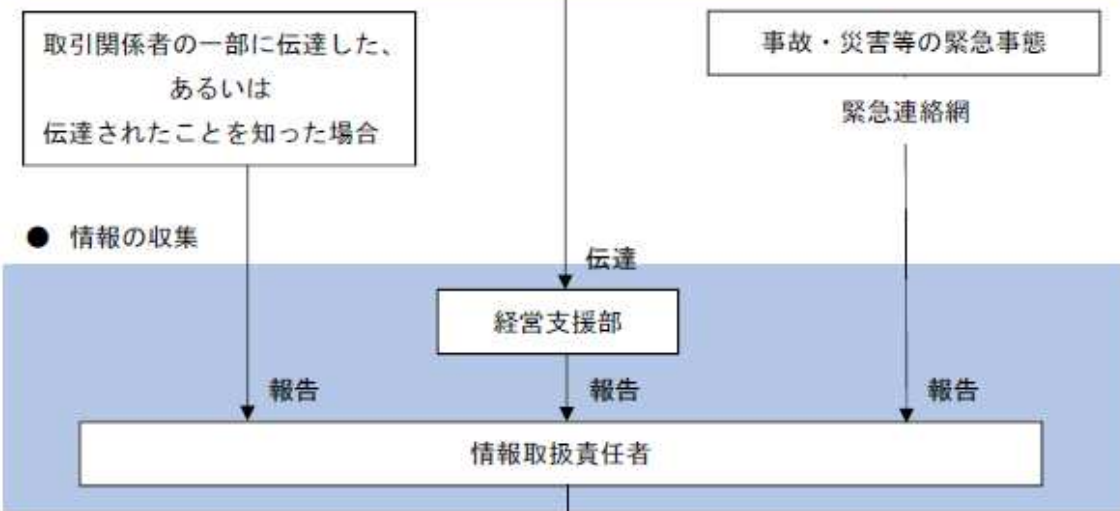 取引関係者の一部に伝達した、
あるいは
伝達されたことを知った場合
事故・災害等の緊急事態
緊急連絡網
● 情報の収集
伝達
経営支援部
報告
報告
報告
情報取扱責任者